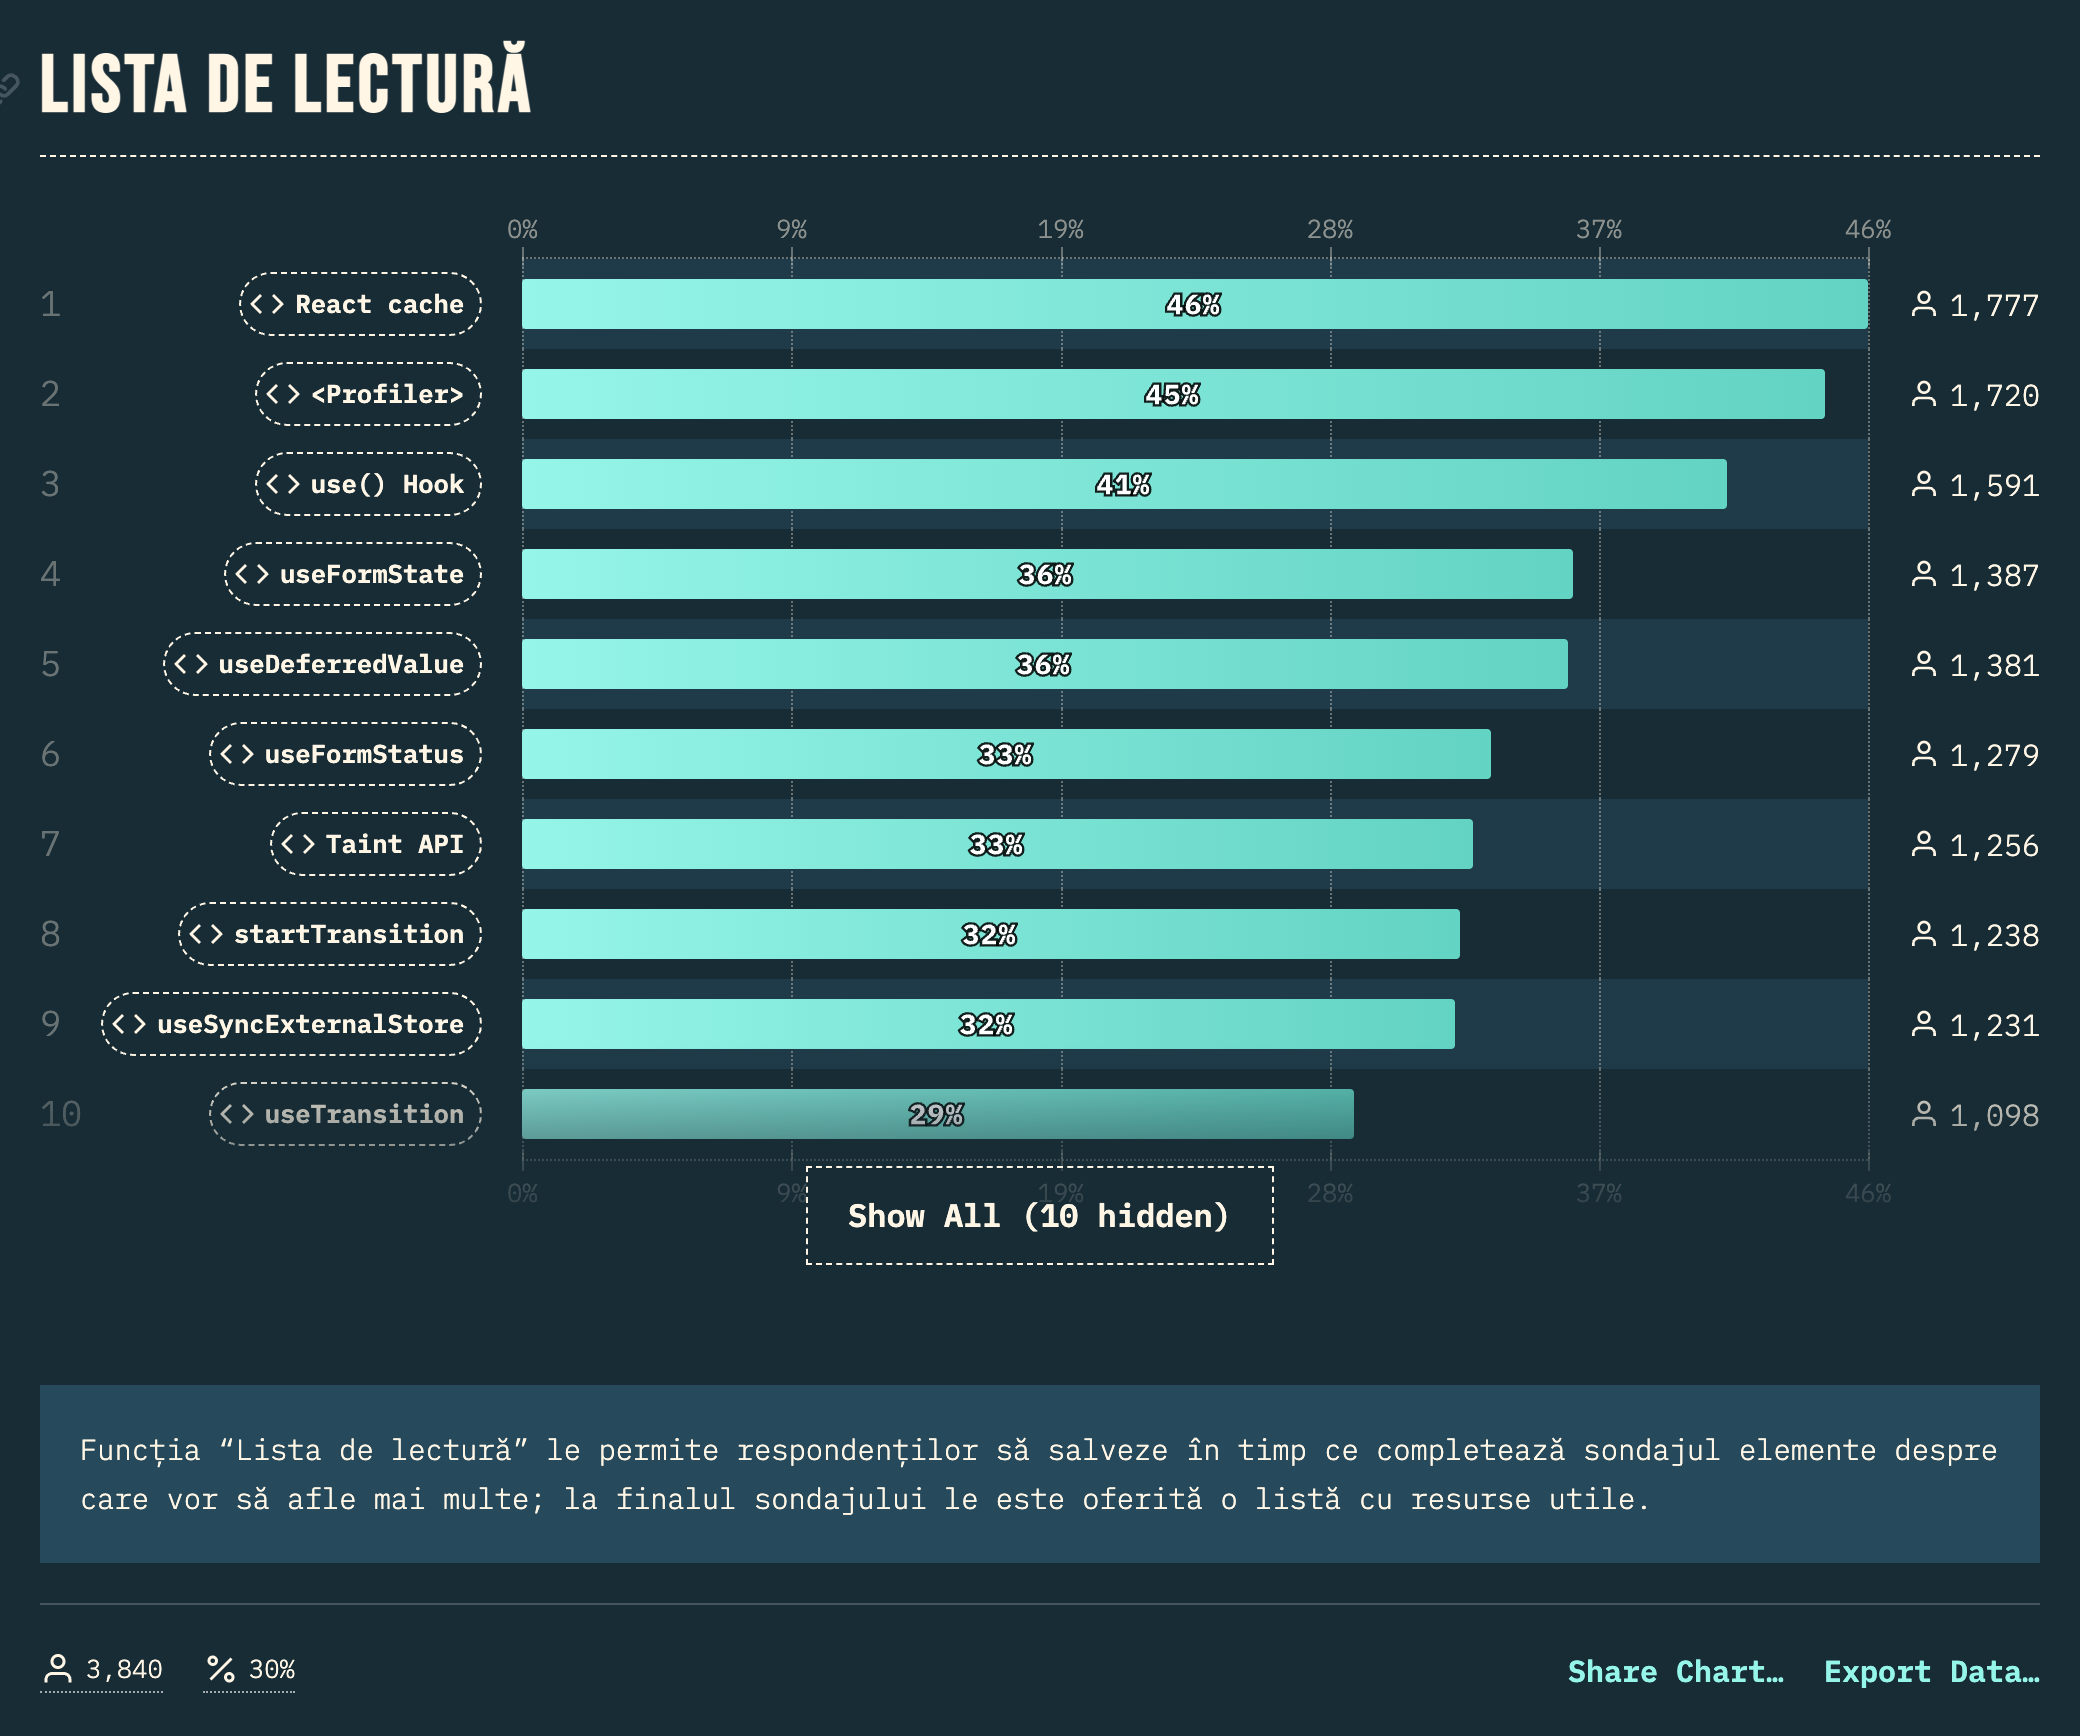 LISTA DE LECTURĂ
0% 9% 19% 28% 37% 46%
1 React cache 46% 1,777
2 <Profiler> 45% 1,720
3 use() Hook 41% 1,591
4 useFormState 36% 1,387
5 useDeferredValue 36% 1,381
6 useFormStatus 33% 1,279
7 Taint API 33% 1,256
8 startTransition 32% 1,238
9 useSyncExternalStore 32% 1,231
10 useTransition 29% 1,098
0% 9% 19% 28% 37% 46%
Show All (10 hidden)
Funcția “Lista de lectură” le permite respondenților să salveze în timp ce completează sondajul elemente despre
care vor să afle mai multe; la finalul sondajului le este oferită o listă cu resurse utile.
3,840 30% Share Chart… Export Data…